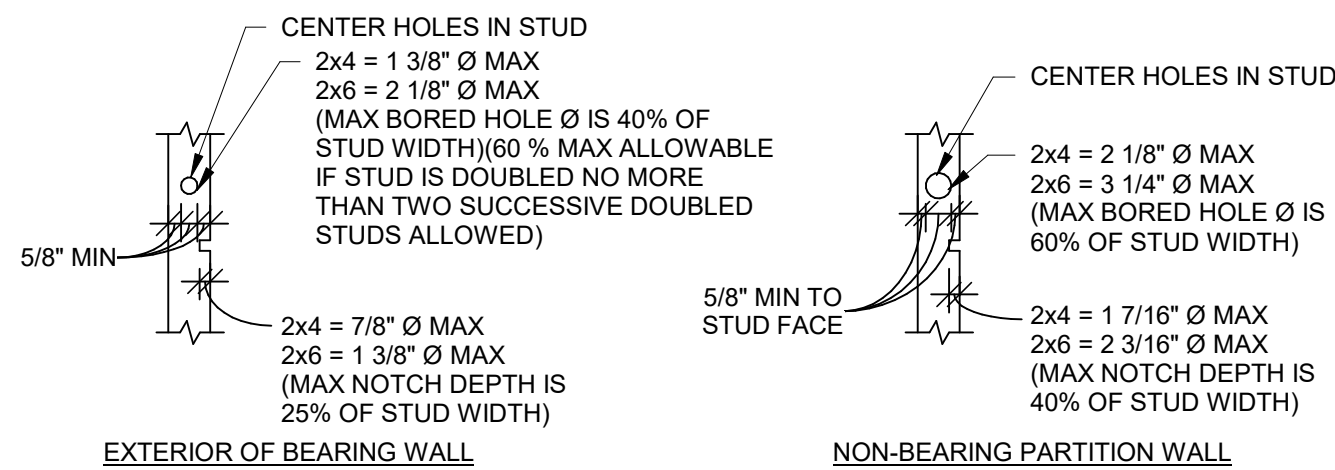 CENTER HOLES IN STUD
2x4 = 1 3/8" Ø MAX
2x6 = 2 1/8" Ø MAX
(MAX BORED HOLE Ø IS 40% OF
STUD WIDTH)(60 % MAX ALLOWABLE
IF STUD IS DOUBLED NO MORE
THAN TWO SUCCESSIVE DOUBLED
STUDS ALLOWED)
5/8" MIN
2x4 = 7/8" Ø MAX
2x6 = 1 3/8" Ø MAX
(MAX NOTCH DEPTH IS
25% OF STUD WIDTH)
EXTERIOR OF BEARING WALL
CENTER HOLES IN STUD
2x4 = 2 1/8" Ø MAX
2x6 = 3 1/4" Ø MAX
(MAX BORED HOLE Ø IS
60% OF STUD WIDTH)
5/8" MIN TO
STUD FACE
2x4 = 1 7/16" Ø MAX
2x6 = 2 3/16" Ø MAX
(MAX NOTCH DEPTH IS
40% OF STUD WIDTH)
NON-BEARING PARTITION WALL